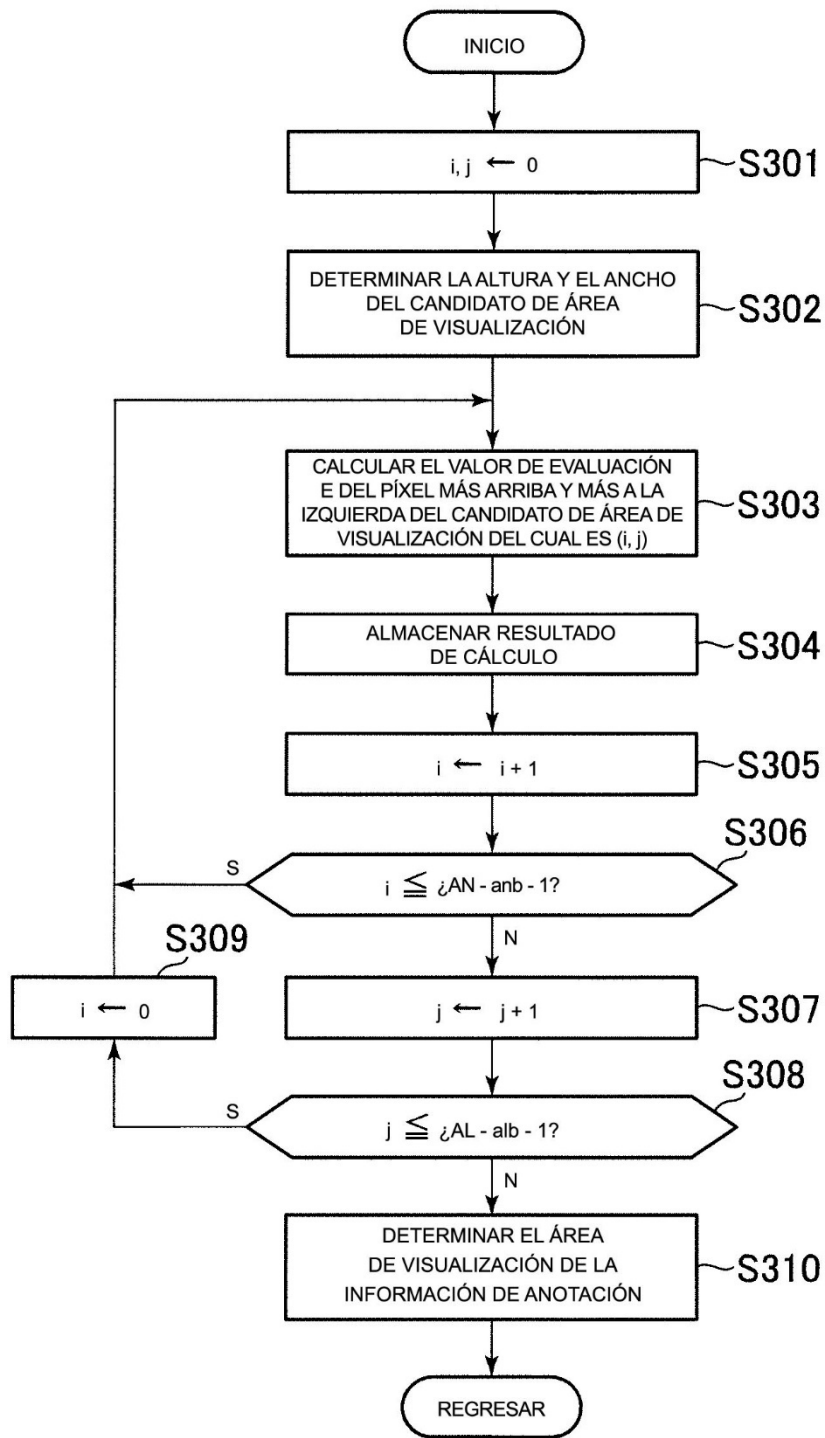 INICIO
i, j ← 0
S301
DETERMINAR LA ALTURA Y EL ANCHO
DEL CANDIDATO DE ÁREA
DE VISUALIZACIÓN
S302
CALCULAR EL VALOR DE EVALUACIÓN
E DEL PÍXEL MÁS ARRIBA Y MÁS A LA
IZQUIERDA DEL CANDIDATO DE ÁREA DE
VISUALIZACIÓN DEL CUAL ES (i, j)
S303
ALMACENAR RESULTADO
DE CÁLCULO
S304
i ← i + 1
S305
S306
S
i ≦ ¿AN - anb - 1?
N
S309
i ← 0
j ← j + 1
S307
S308
S
j ≦ ¿AL - alb - 1?
N
DETERMINAR EL ÁREA
DE VISUALIZACIÓN DE LA
INFORMACIÓN DE ANOTACIÓN
S310
REGRESAR